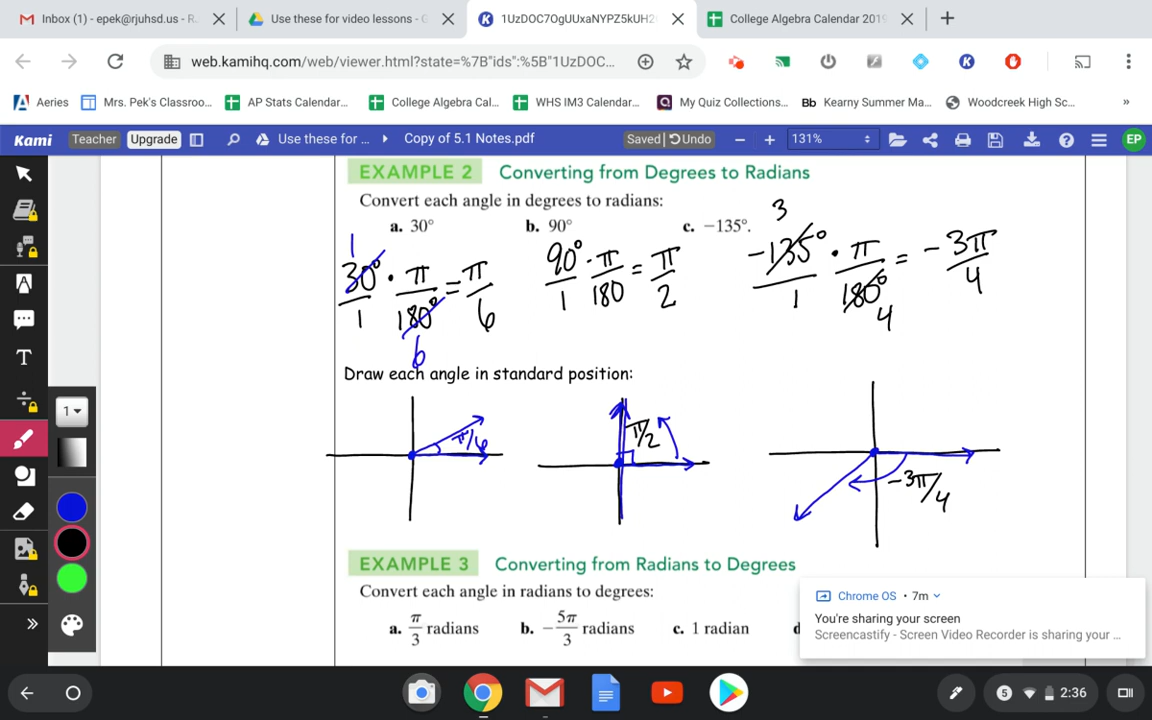 Inbox (1) - epek@rjuhsd.us - R
Use these for video lessons - G
1UzDOC7OgUUxaNYPZ5kUH2
College Algebra Calendar 2019
web.kamihq.com/web/viewer.html?state=%7B"ids":%5B"1UzDOC...
Aeries
Mrs. Pek's Classroo...
AP Stats Calendar...
College Algebra Cal...
WHS IM3 Calendar...
My Quiz Collections...
Bb Kearny Summer Ma...
Woodcreek High Sc...
»
Kami Teacher Upgrade Use these for ... Copy of 5.1 Notes.pdf Saved | Undo − + 131% EP
EXAMPLE 2 Converting from Degrees to Radians
Convert each angle in degrees to radians:
a. 30° b. 90° c. −135°.
1
30°/1 · π/180° = π/6
6
90°/1 · π/180 = π/2
3
-135°/1 · π/180° = -3π/4
4
Draw each angle in standard position:
π/6
π/2
-3π/4
EXAMPLE 3 Converting from Radians to Degrees
Convert each angle in radians to degrees:
a. π/3 radians b. −5π/3 radians c. 1 radian d
T
1
»
Chrome OS • 7m
You're sharing your screen
Screencastify - Screen Video Recorder is sharing your ...
5 2:36